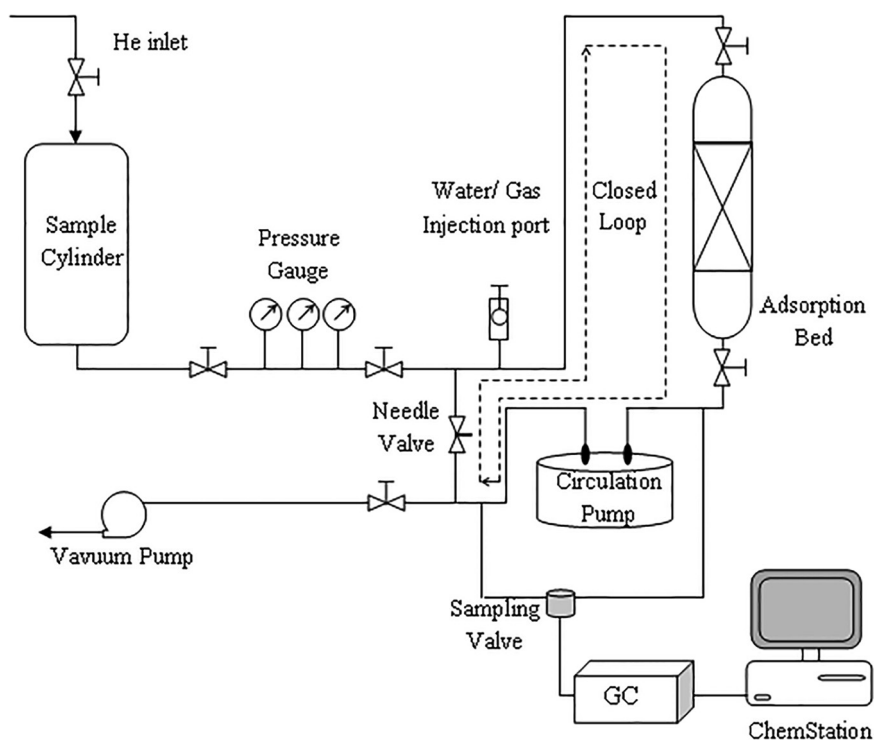 He inlet
Sample
Cylinder
Pressure
Gauge
Water/ Gas
Injection port
Closed
Loop
Adsorption
Bed
Needle
Valve
Circulation
Pump
Vavuum Pump
Sampling
Valve
GC
ChemStation